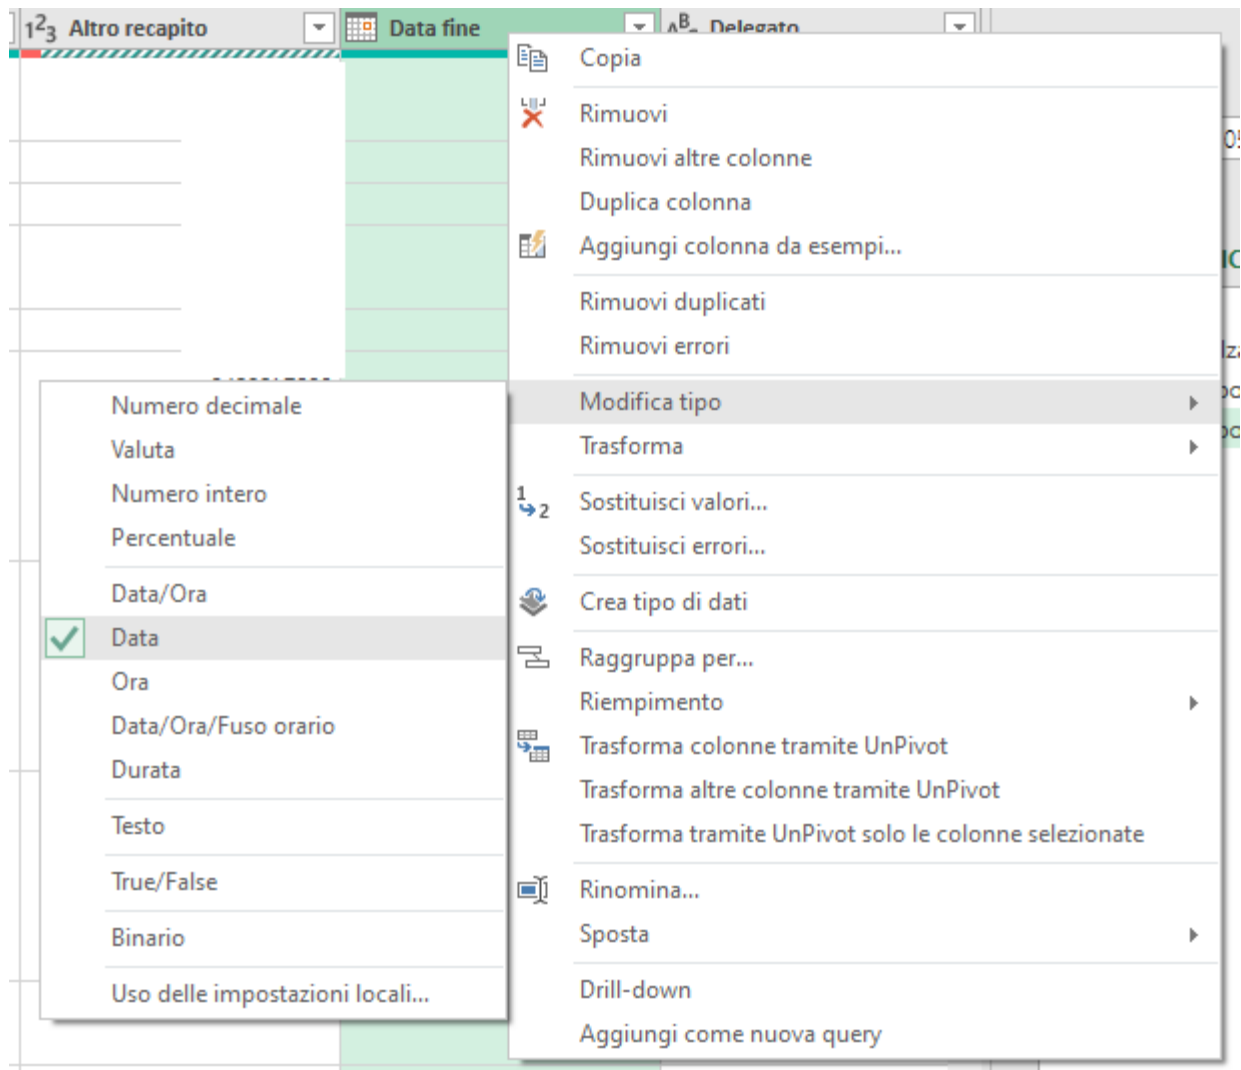 1²3 Altro recapito
Data fine
Delegato
Copia
Rimuovi
Rimuovi altre colonne
Duplica colonna
Aggiungi colonna da esempi...
Rimuovi duplicati
Rimuovi errori
Modifica tipo
Trasforma
Sostituisci valori...
Sostituisci errori...
Crea tipo di dati
Raggruppa per...
Riempimento
Trasforma colonne tramite UnPivot
Trasforma altre colonne tramite UnPivot
Trasforma tramite UnPivot solo le colonne selezionate
Rinomina...
Sposta
Drill-down
Aggiungi come nuova query
Numero decimale
Valuta
Numero intero
Percentuale
Data/Ora
Data
Ora
Data/Ora/Fuso orario
Durata
Testo
True/False
Binario
Uso delle impostazioni locali...